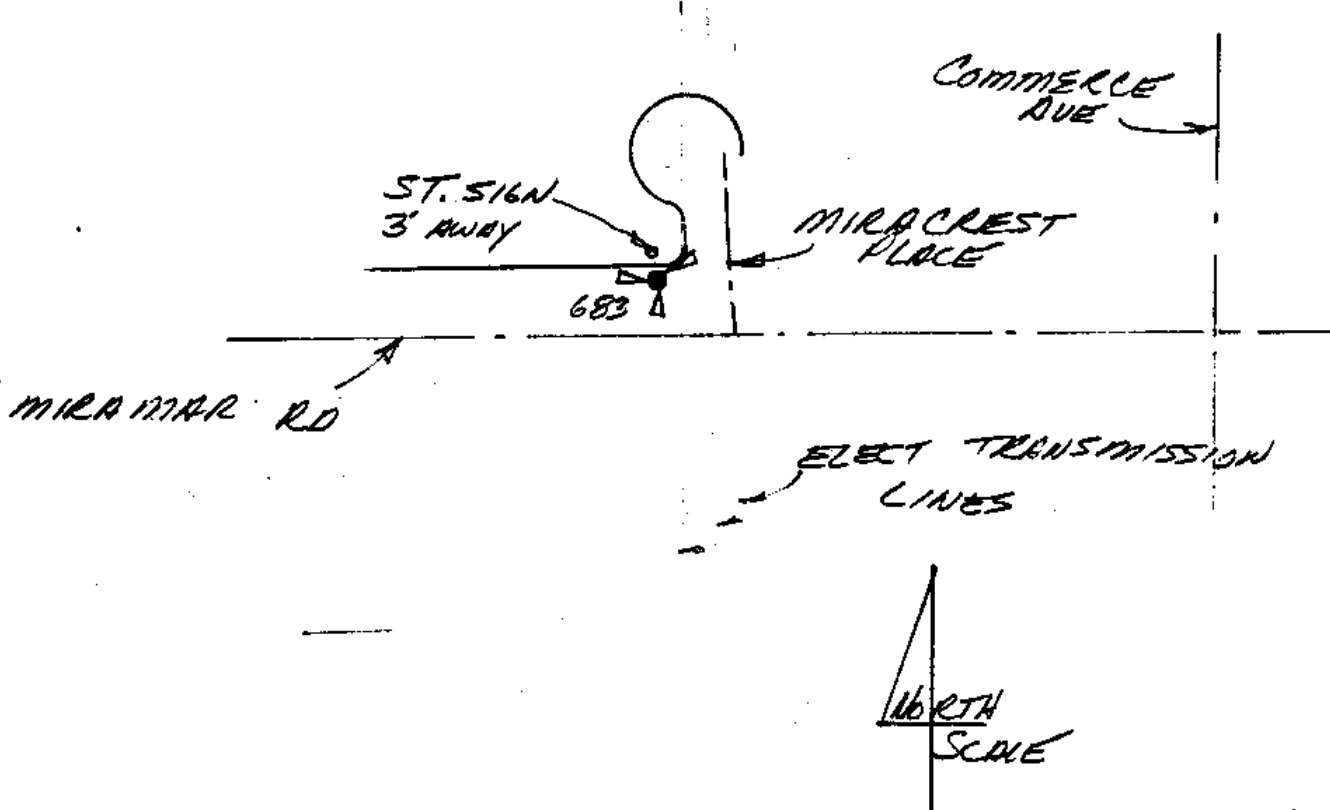 COMMERCE
AVE
ST. SIGN
3' AWAY
MIRACREST
PLACE
683
MIRAMAR RD
ELECT TRANSMISSION
LINES
NORTH
SCALE